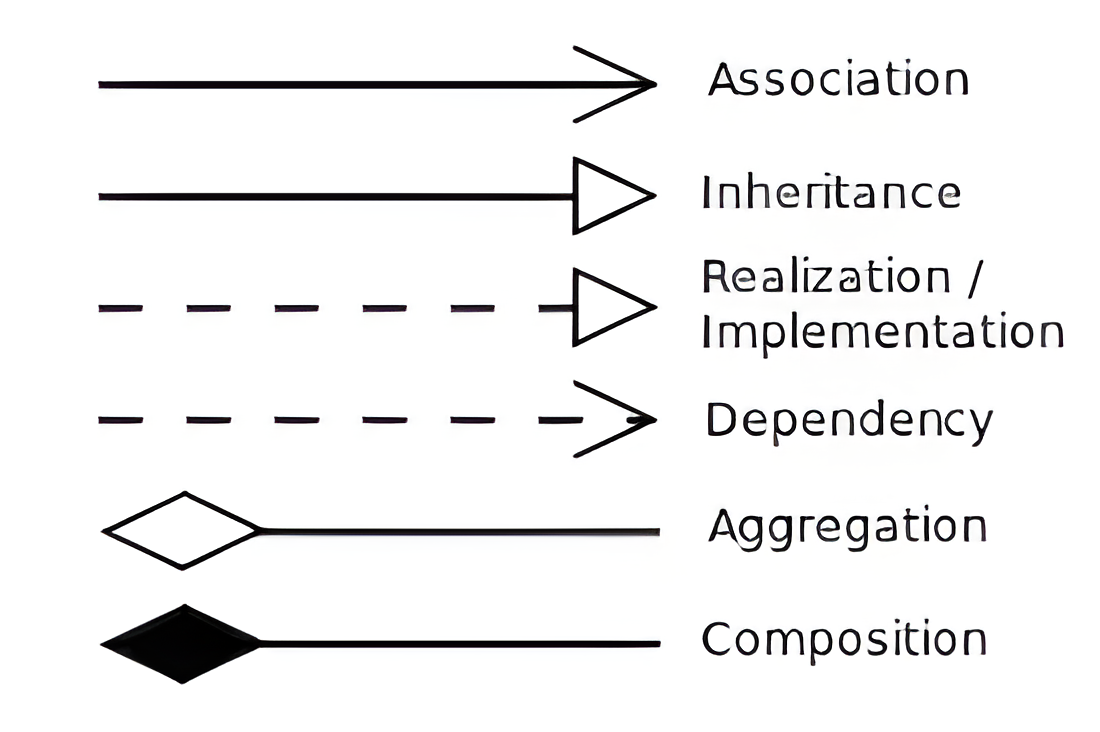 Association
Inheritance
Realization /
Implementation
Dependency
Aggregation
Composition